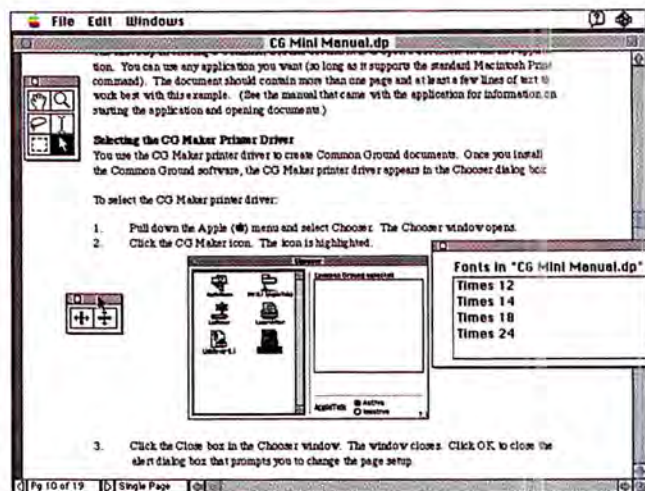 File Edit Windows
CG Mini Manual.dp
tion. You can use any application you want (so long as it supports the standard Macintosh Print
command). The document should contain more than one page and at least a few lines of text to
work best with this example. (See the manual that came with the application for information on
starting the application and opening documents.)
Selecting the CG Maker Printer Driver
You use the CG Maker printer driver to create Common Ground documents. Once you install
the Common Ground software, the CG Maker printer driver appears in the Chooser dialog box
To select the CG Maker printer driver:
1. Pull down the Apple () menu and select Chooser. The Chooser window opens.
2. Click the CG Maker icon. The icon is highlighted.
Chooser
Common Ground selected
AppleTalk
Active
Inactive
Fonts in "CG Mini Manual.dp"
Times 12
Times 14
Times 18
Times 24
3. Click the Close box in the Chooser window. The window closes. Click OK to close the
alert dialog box that prompts you to change the page setup.
Pg 10 of 19 Single Page